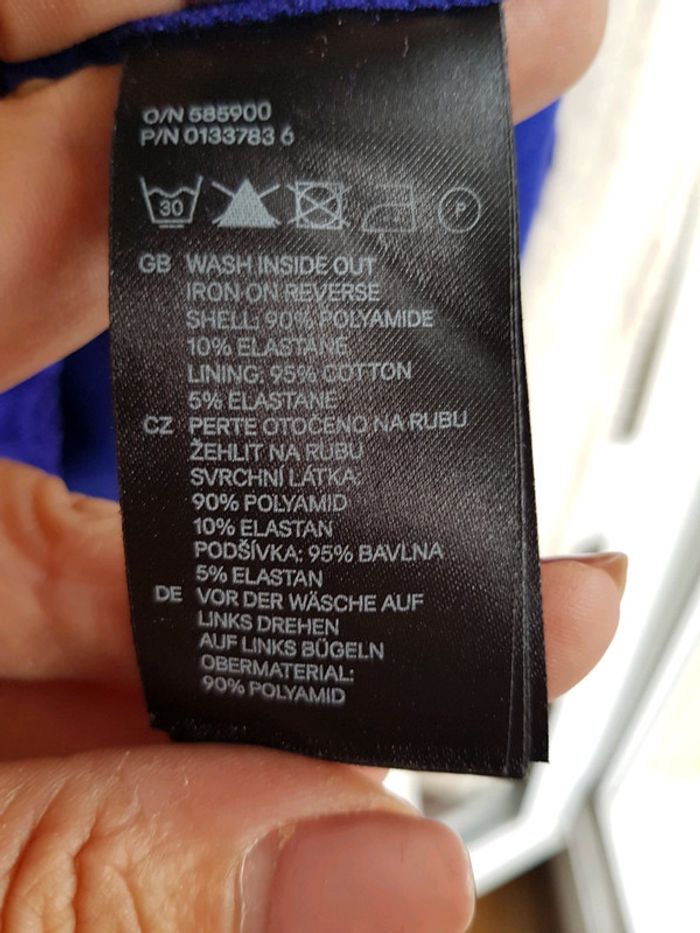 O/N 585900
P/N 0133783 6
30 P
GB WASH INSIDE OUT
IRON ON REVERSE
SHELL: 90% POLYAMIDE
10% ELASTANE
LINING: 95% COTTON
5% ELASTANE
CZ PERTE OTOČENO NA RUBU
ŽEHLIT NA RUBU
SVRCHNÍ LÁTKA:
90% POLYAMID
10% ELASTAN
PODŠÍVKA: 95% BAVLNA
5% ELASTAN
DE VOR DER WÄSCHE AUF
LINKS DREHEN
AUF LINKS BÜGELN
OBERMATERIAL:
90% POLYAMID